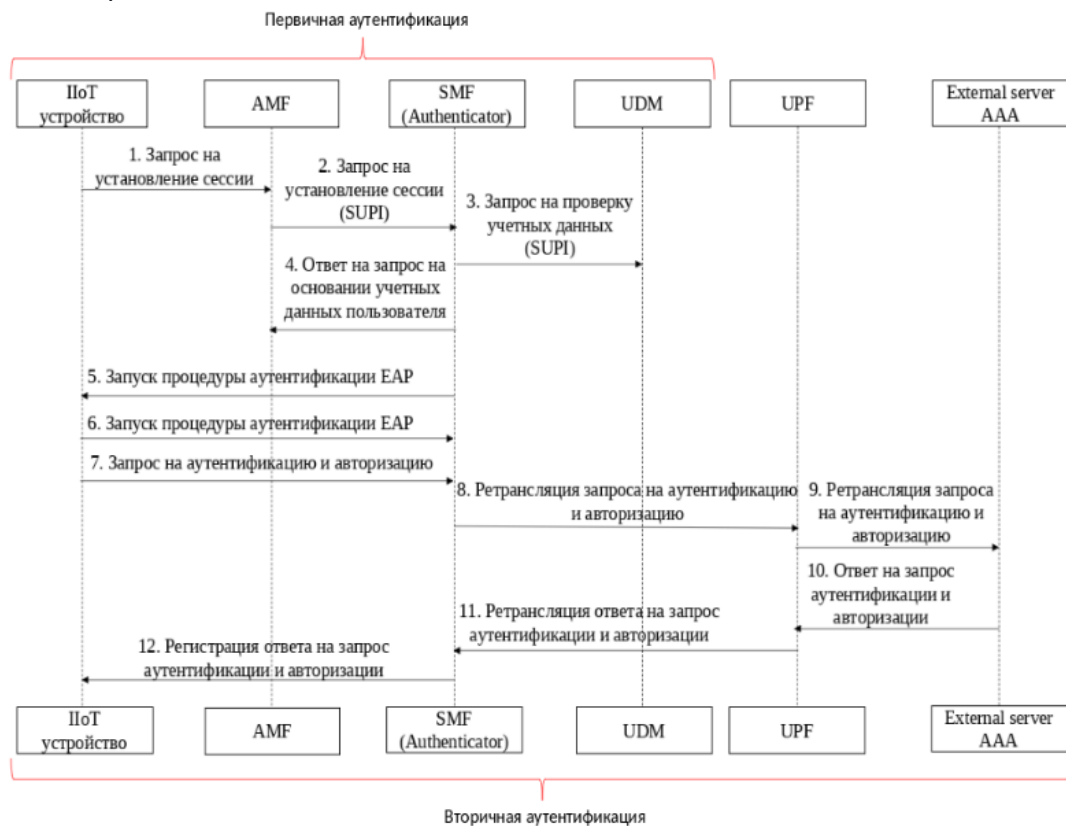 Первичная аутентификация
IIoT
устройство
AMF
SMF
(Authenticator)
UDM
UPF
External server
AAA
1. Запрос на
установление сессии
2. Запрос на
установление сессии
(SUPI)
3. Запрос на проверку
учетных данных
(SUPI)
4. Ответ на запрос на
основании учетных
данных пользователя
5. Запуск процедуры аутентификации EAP
6. Запуск процедуры аутентификации EAP
7. Запрос на аутентификацию и авторизацию
8. Ретрансляция запроса на аутентификацию
и авторизацию
9. Ретрансляция запроса
на аутентификацию и
авторизацию
10. Ответ на запрос
аутентификации и
авторизации
11. Ретрансляция ответа на запрос
аутентификации и авторизации
12. Регистрация ответа на запрос
аутентификации и авторизации
IIoT
устройство
AMF
SMF
(Authenticator)
UDM
UPF
External server
AAA
Вторичная аутентификация